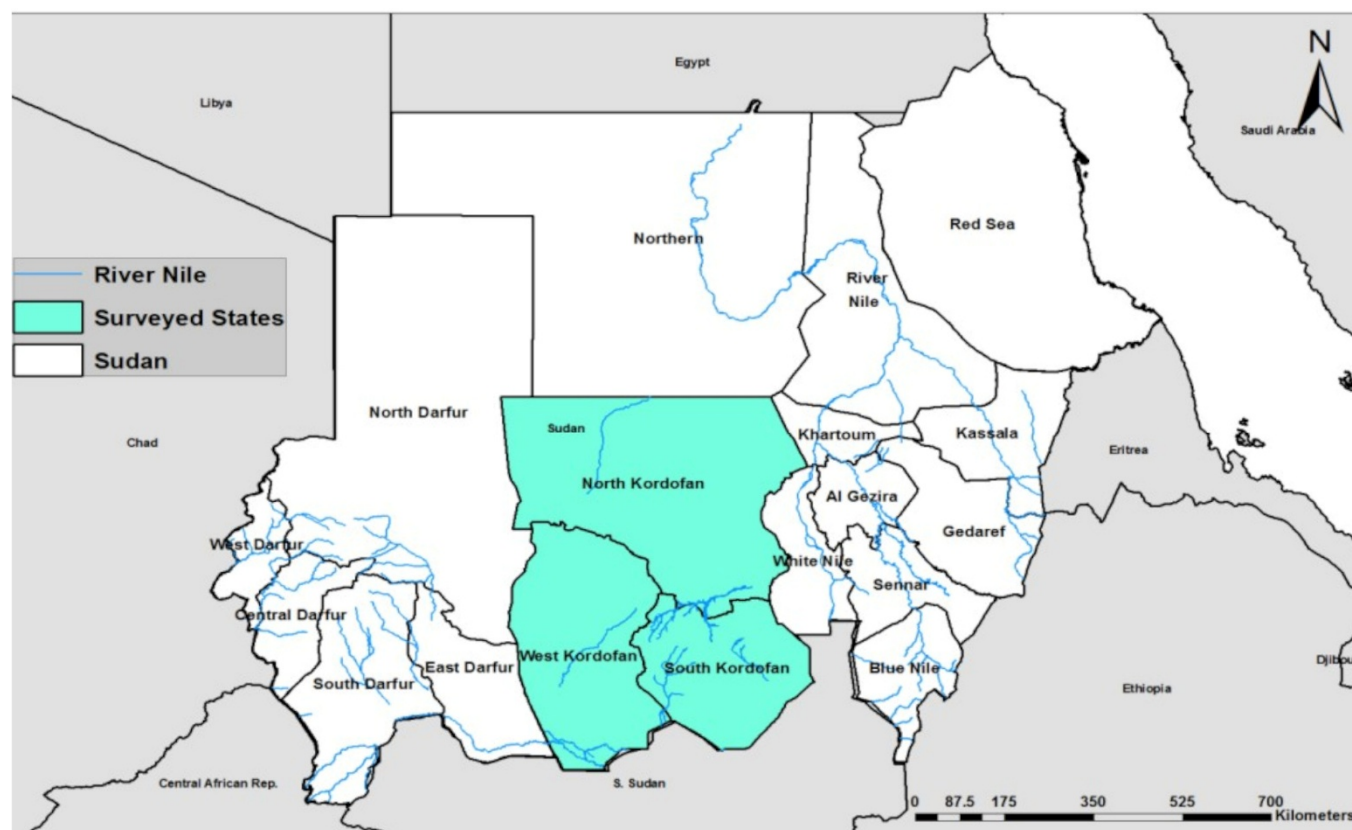 Egypt
N
Libya
Saudi Arabia
Red Sea
Northern
River Nile
River
Nile
Surveyed States
Sudan
North Darfur
Sudan
Khartoum
Kassala
Chad
Eritrea
North Kordofan
Al Gezira
Gedaref
West Darfur
White Nile
Sennar
Central Darfur
West Kordofan
East Darfur
South Kordofan
Blue Nile
Djibou
South Darfur
Ethiopia
Central African Rep.
S. Sudan
0 87.5 175 350 525 700
Kilometers